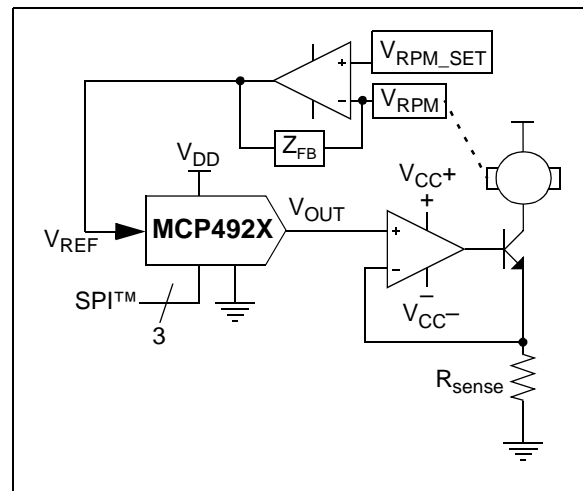 +
V_RPM_SET
–
V_RPM
Z_FB
V_DD
V_CC+
+
V_OUT
MCP492X
+
V_REF
–
SPI™
–
V_CC–
3
R_sense